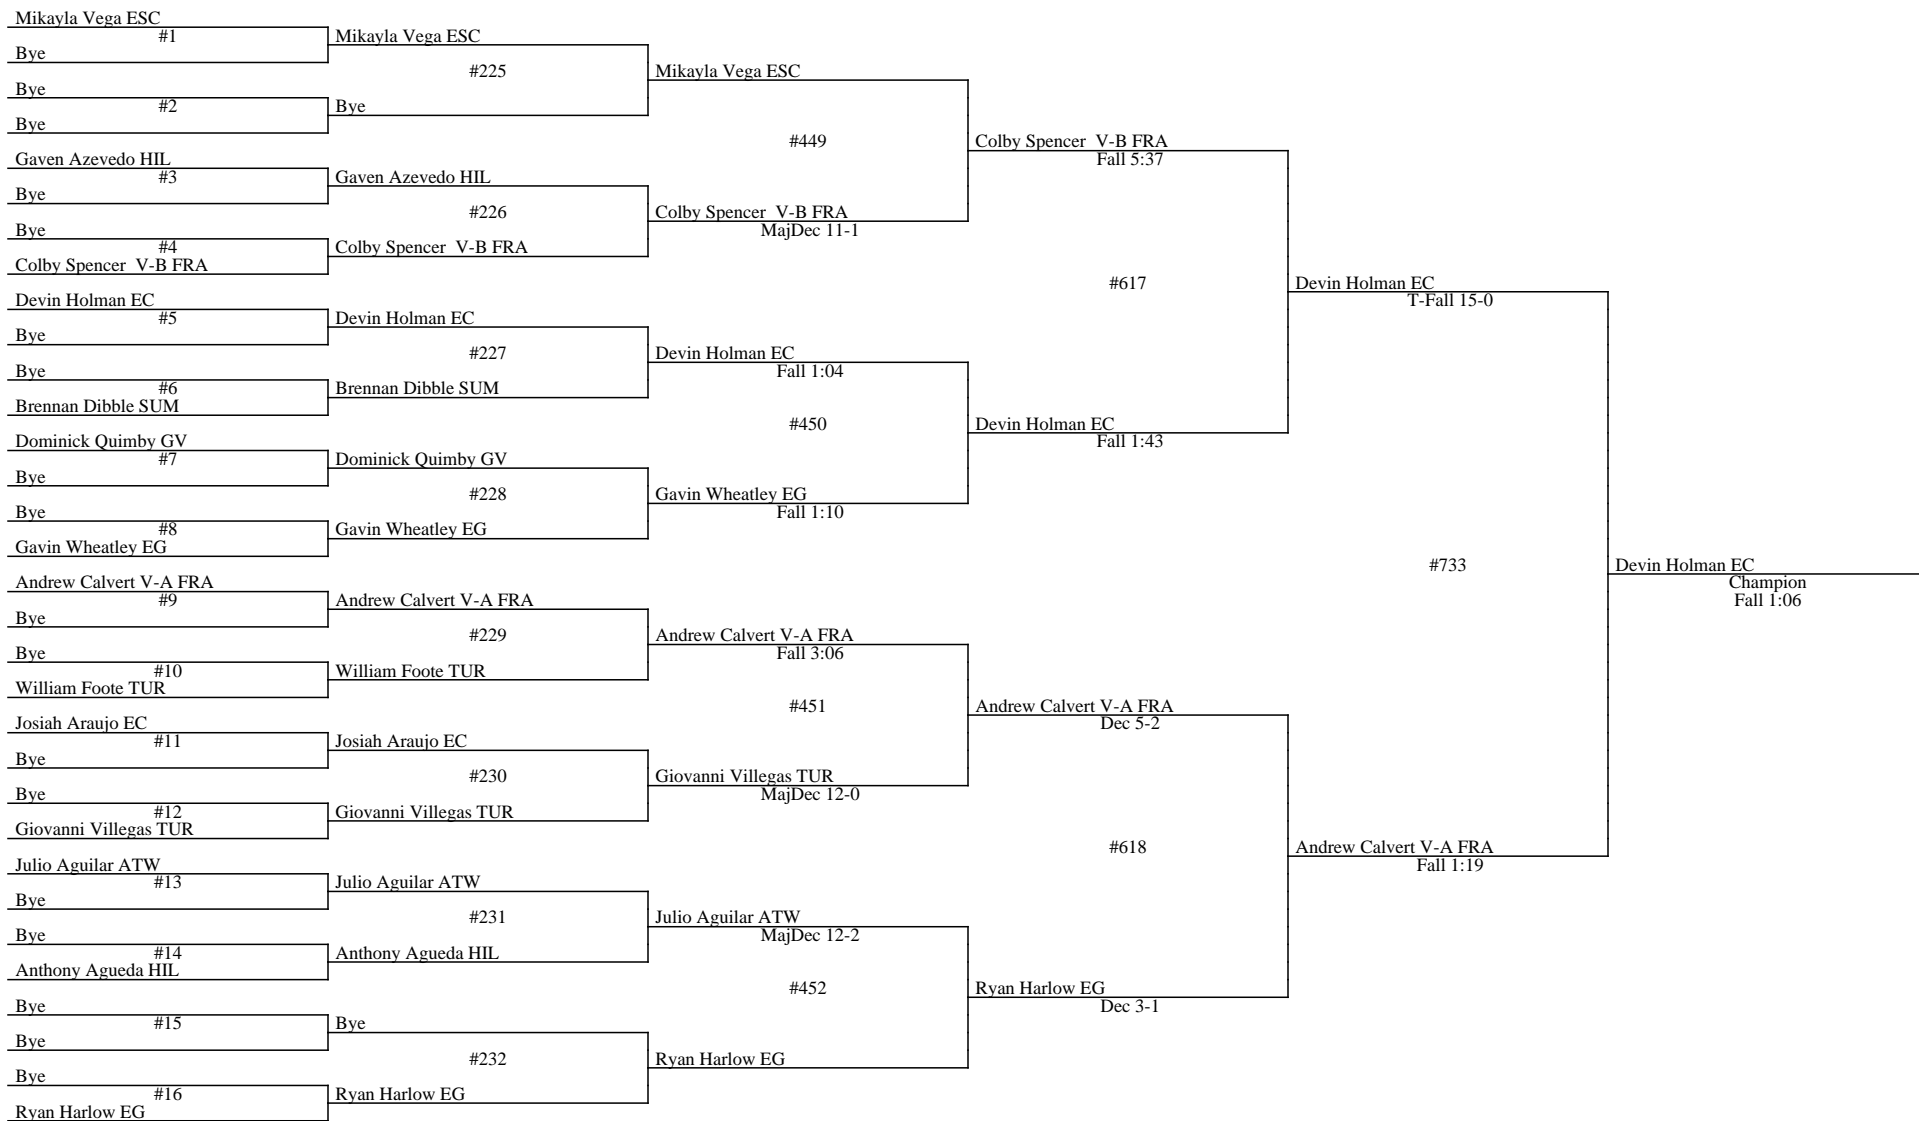 Mikayla Vega ESC
#1
Bye
Bye
#2
Bye
Gaven Azevedo HIL
#3
Bye
Bye
#4
Colby Spencer  V-B FRA
Devin Holman EC
#5
Bye
Bye
#6
Brennan Dibble SUM
Dominick Quimby GV
#7
Bye
Bye
#8
Gavin Wheatley EG
Andrew Calvert V-A FRA
#9
Bye
Bye
#10
William Foote TUR
Josiah Araujo EC
#11
Bye
Bye
#12
Giovanni Villegas TUR
Julio Aguilar ATW
#13
Bye
Bye
#14
Anthony Agueda HIL
Bye
#15
Bye
Bye
#16
Ryan Harlow EG
Mikayla Vega ESC
#225
Bye
Gaven Azevedo HIL
#226
Colby Spencer  V-B FRA
Devin Holman EC
#227
Brennan Dibble SUM
Dominick Quimby GV
#228
Gavin Wheatley EG
Andrew Calvert V-A FRA
#229
William Foote TUR
Josiah Araujo EC
#230
Giovanni Villegas TUR
Julio Aguilar ATW
#231
Anthony Agueda HIL
Bye
#232
Ryan Harlow EG
Mikayla Vega ESC
#449
Colby Spencer  V-B FRA
MajDec 11-1
Devin Holman EC
Fall 1:04
#450
Gavin Wheatley EG
Fall 1:10
Andrew Calvert V-A FRA
Fall 3:06
#451
Giovanni Villegas TUR
MajDec 12-0
Julio Aguilar ATW
MajDec 12-2
#452
Ryan Harlow EG
Colby Spencer  V-B FRA
Fall 5:37
#617
Devin Holman EC
Fall 1:43
Andrew Calvert V-A FRA
Dec 5-2
#618
Ryan Harlow EG
Dec 3-1
Devin Holman EC
T-Fall 15-0
#733
Andrew Calvert V-A FRA
Fall 1:19
Devin Holman EC
Champion
Fall 1:06